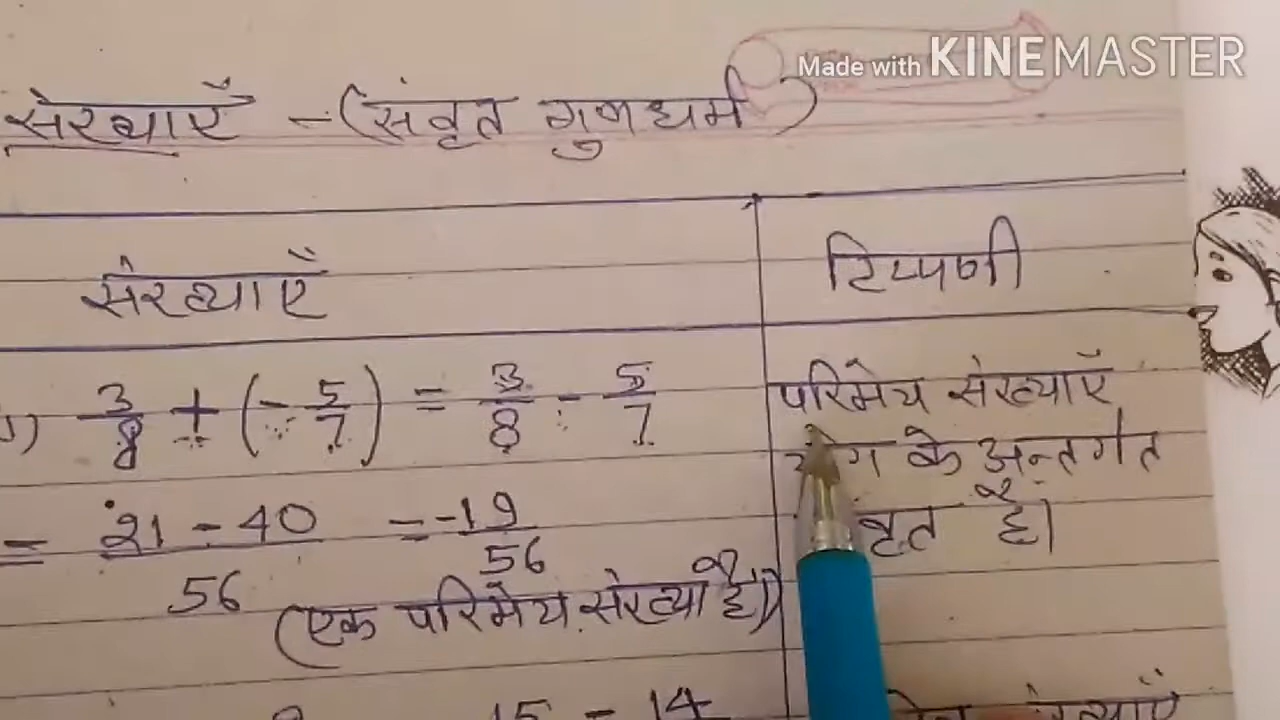 Made with KINEMASTER
संख्याएँ - (संवृत गुणधर्म)
संख्याएँ
टिप्पणी
3/8 + (- 5/7) = 3/8 - 5/7
परिमेय संख्याएँ
के अन्तर्गत
है।
= 21 - 40 / 56 = -19/56
(एक परिमेय संख्या है।)
15 - 14
संख्याएँ